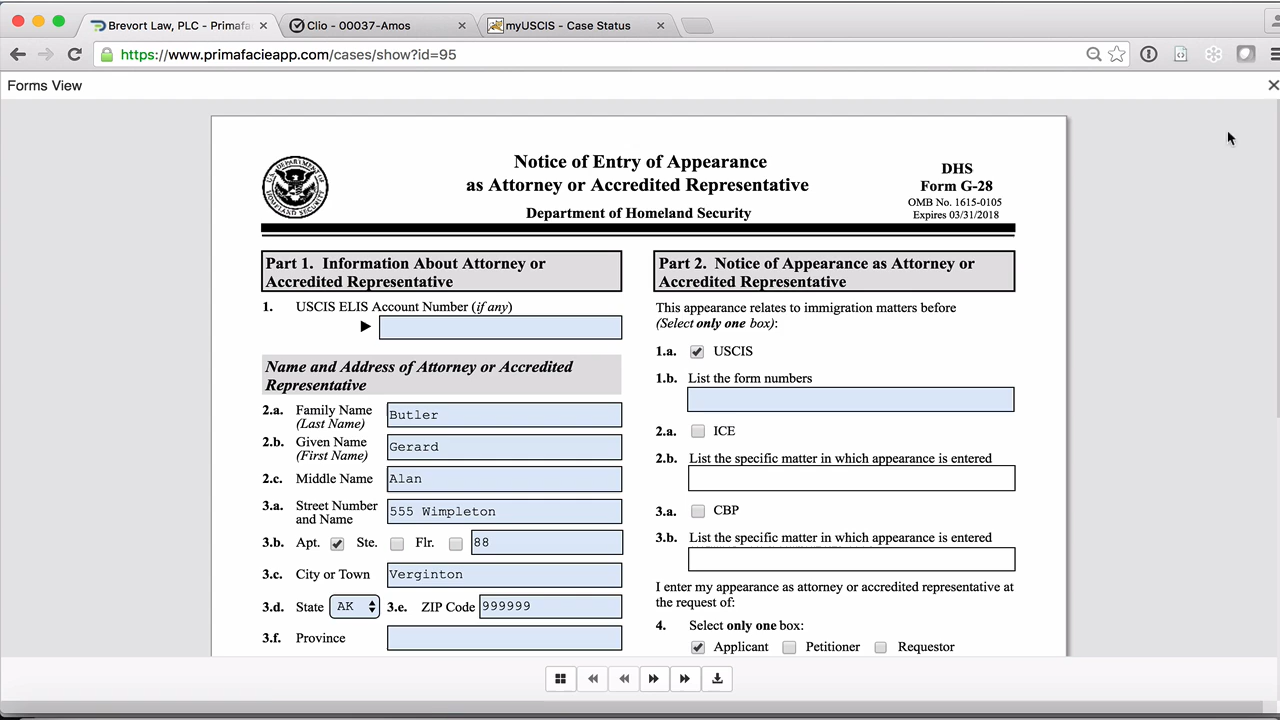 Brevort Law, PLC - Primafa
Clio - 00037-Amos
myUSCIS - Case Status
https://www.primafacieapp.com/cases/show?id=95
Forms View
Notice of Entry of Appearance
as Attorney or Accredited Representative
Department of Homeland Security
DHS
Form G-28
OMB No. 1615-0105
Expires 03/31/2018
Part 1. Information About Attorney or
Accredited Representative
1. USCIS ELIS Account Number (if any)
Name and Address of Attorney or Accredited
Representative
2.a. Family Name
(Last Name)
Butler
2.b. Given Name
(First Name)
Gerard
2.c. Middle Name Alan
3.a. Street Number
and Name
555 Wimpleton
3.b. Apt. Ste. Flr. 88
3.c. City or Town Verginton
3.d. State AK 3.e. ZIP Code 999999
3.f. Province
Part 2. Notice of Appearance as Attorney or
Accredited Representative
This appearance relates to immigration matters before
(Select only one box):
1.a. USCIS
1.b. List the form numbers
2.a. ICE
2.b. List the specific matter in which appearance is entered
3.a. CBP
3.b. List the specific matter in which appearance is entered
I enter my appearance as attorney or accredited representative at
the request of:
4. Select only one box:
Applicant Petitioner Requestor